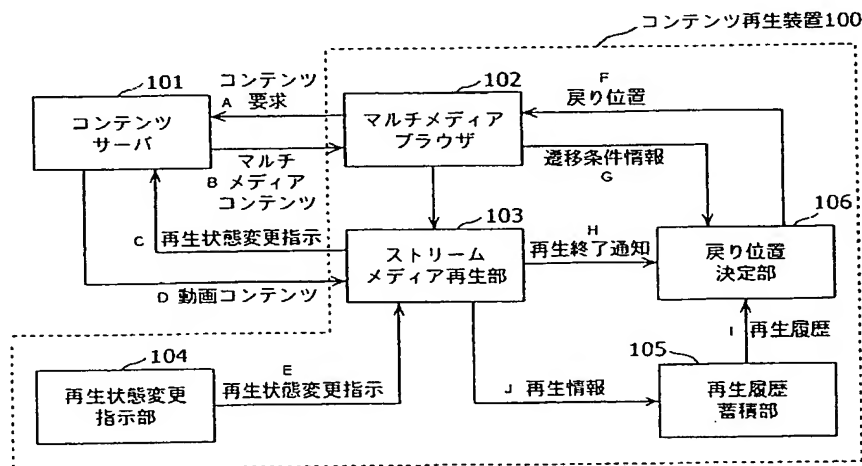 コンテンツ再生装置100
101
コンテンツ
サーバ
コンテンツ
A 要求
マルチ
B メディア
コンテンツ
102
マルチメディア
ブラウザ
F
戻り位置
遷移条件情報
G
C 再生状態変更指示
D 動画コンテンツ
103
ストリーム
メディア再生部
H
再生終了通知
106
戻り位置
決定部
I 再生履歴
104
再生状態変更
指示部
E
再生状態変更指示
J 再生情報
105
再生履歴
蓄積部